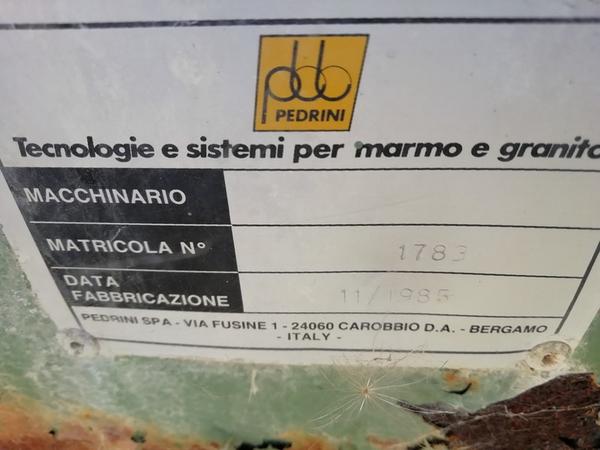 PEDRINI
Tecnologie e sistemi per marmo e granito
MACCHINARIO
MATRICOLA N° 1783
DATA FABBRICAZIONE 11/1985
PEDRINI SPA - VIA FUSINE 1 - 24060 CAROBBIO D.A. - BERGAMO
- ITALY -